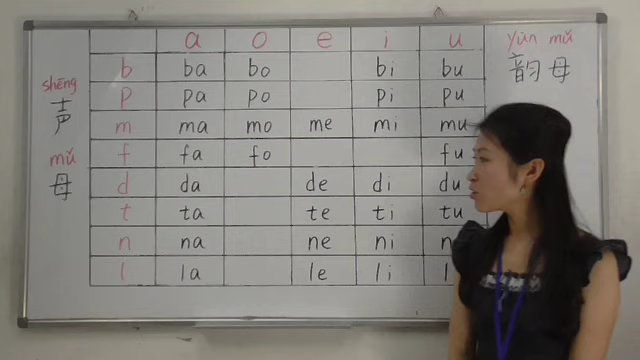 a o e i u
b ba bo bi bu
p pa po pi pu
m ma mo me mi mu
f fa fo fu
d da de di du
t ta te ti tu
n na ne ni n
l la le li l
shēng
声
mǔ
母
yùn mǔ
韵母